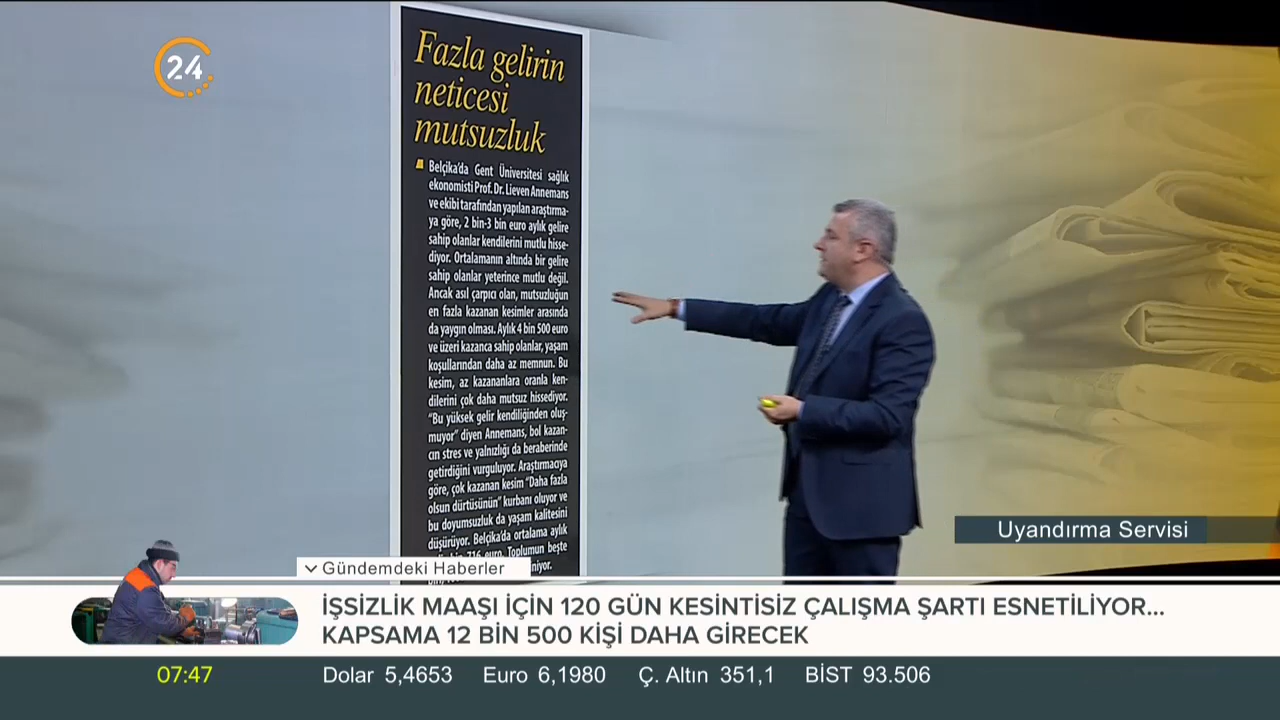 24
Fazla gelirin
neticesi
mutsuzluk
Belçika'da Gent Üniversitesi sağlık
ekonomisti Prof. Dr. Lieven Annemans
ve ekibi tarafından yapılan araştırma-
ya göre, 2 bin-3 bin euro aylık gelire
sahip olanlar kendilerini mutlu hisse-
diyor. Ortalamanın altında bir gelire
sahip olanlar yeterince mutlu değil.
Ancak asıl çarpıcı olan, mutsuzluğun
en fazla kazanan kesimler arasında
da yaygın olması. Aylık 4 bin 500 euro
ve üzeri kazanca sahip olanlar, yaşam
koşullarından daha az memnun. Bu
kesim, az kazananlara oranla ken-
dilerini çok daha mutsuz hissediyor.
"Bu yüksek gelir kendiliğinden oluş-
muyor" diyen Annemans, bol kazan-
cın stres ve yalnızlığı da beraberinde
getirdiğini vurguluyor. Araştırmacıya
göre, çok kazanan kesim "Daha fazla
olsun dürtüsünün" kurbanı oluyor ve
bu doyumsuzluk da yaşam kalitesini
düşürüyor. Belçika'da ortalama aylık
716 euro. Toplumun beşte
Uyandırma Servisi
Gündemdeki Haberler
İŞSİZLİK MAAŞI İÇİN 120 GÜN KESİNTİSİZ ÇALIŞMA ŞARTI ESNETİLİYOR...
KAPSAMA 12 BİN 500 KİŞİ DAHA GİRECEK
07:47 Dolar 5,4653 Euro 6,1980 Ç. Altın 351,1 BİST 93.506